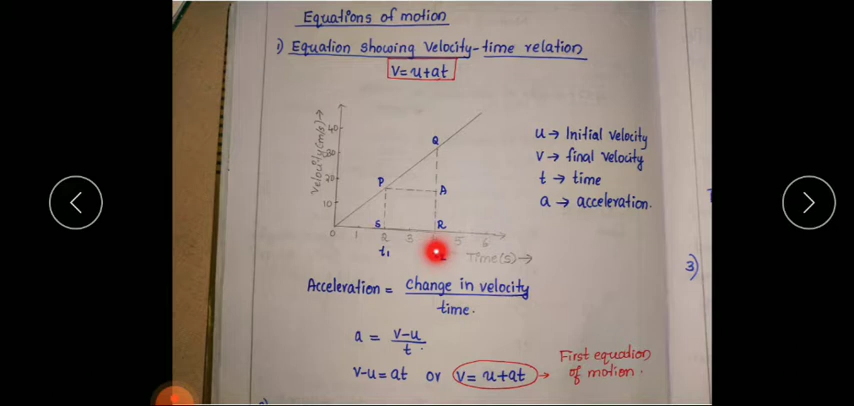 Equations of motion
i) Equation showing Velocity-time relation
V=u+at
Velocity(m/s)→
40
30
20
10
Q
P
A
S
R
0 1 2 3 5 6
t₁
Time(s)→
u→ Initial velocity
v→ final velocity
t → time
a → acceleration.
3)
Acceleration = change in velocity
time.
a = v-u
t
v-u=at or v=u+at →
First equation
of motion.